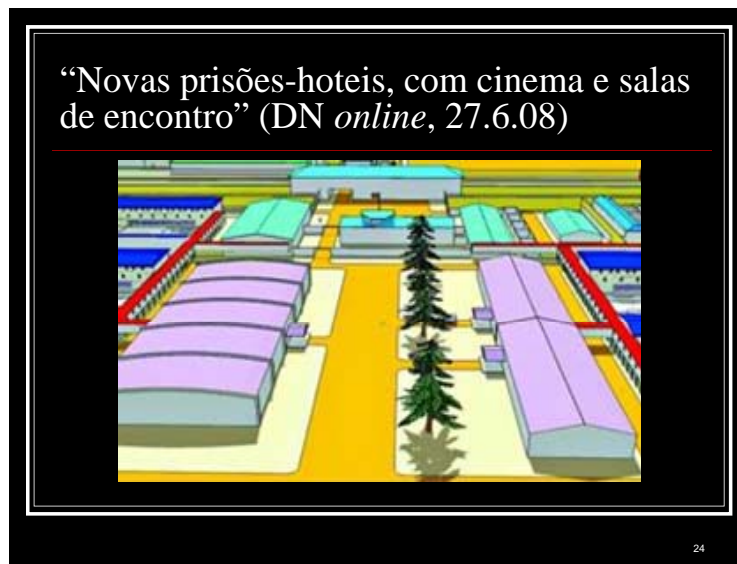 “Novas prisões-hoteis, com cinema e salas
de encontro” (DN online, 27.6.08)
24